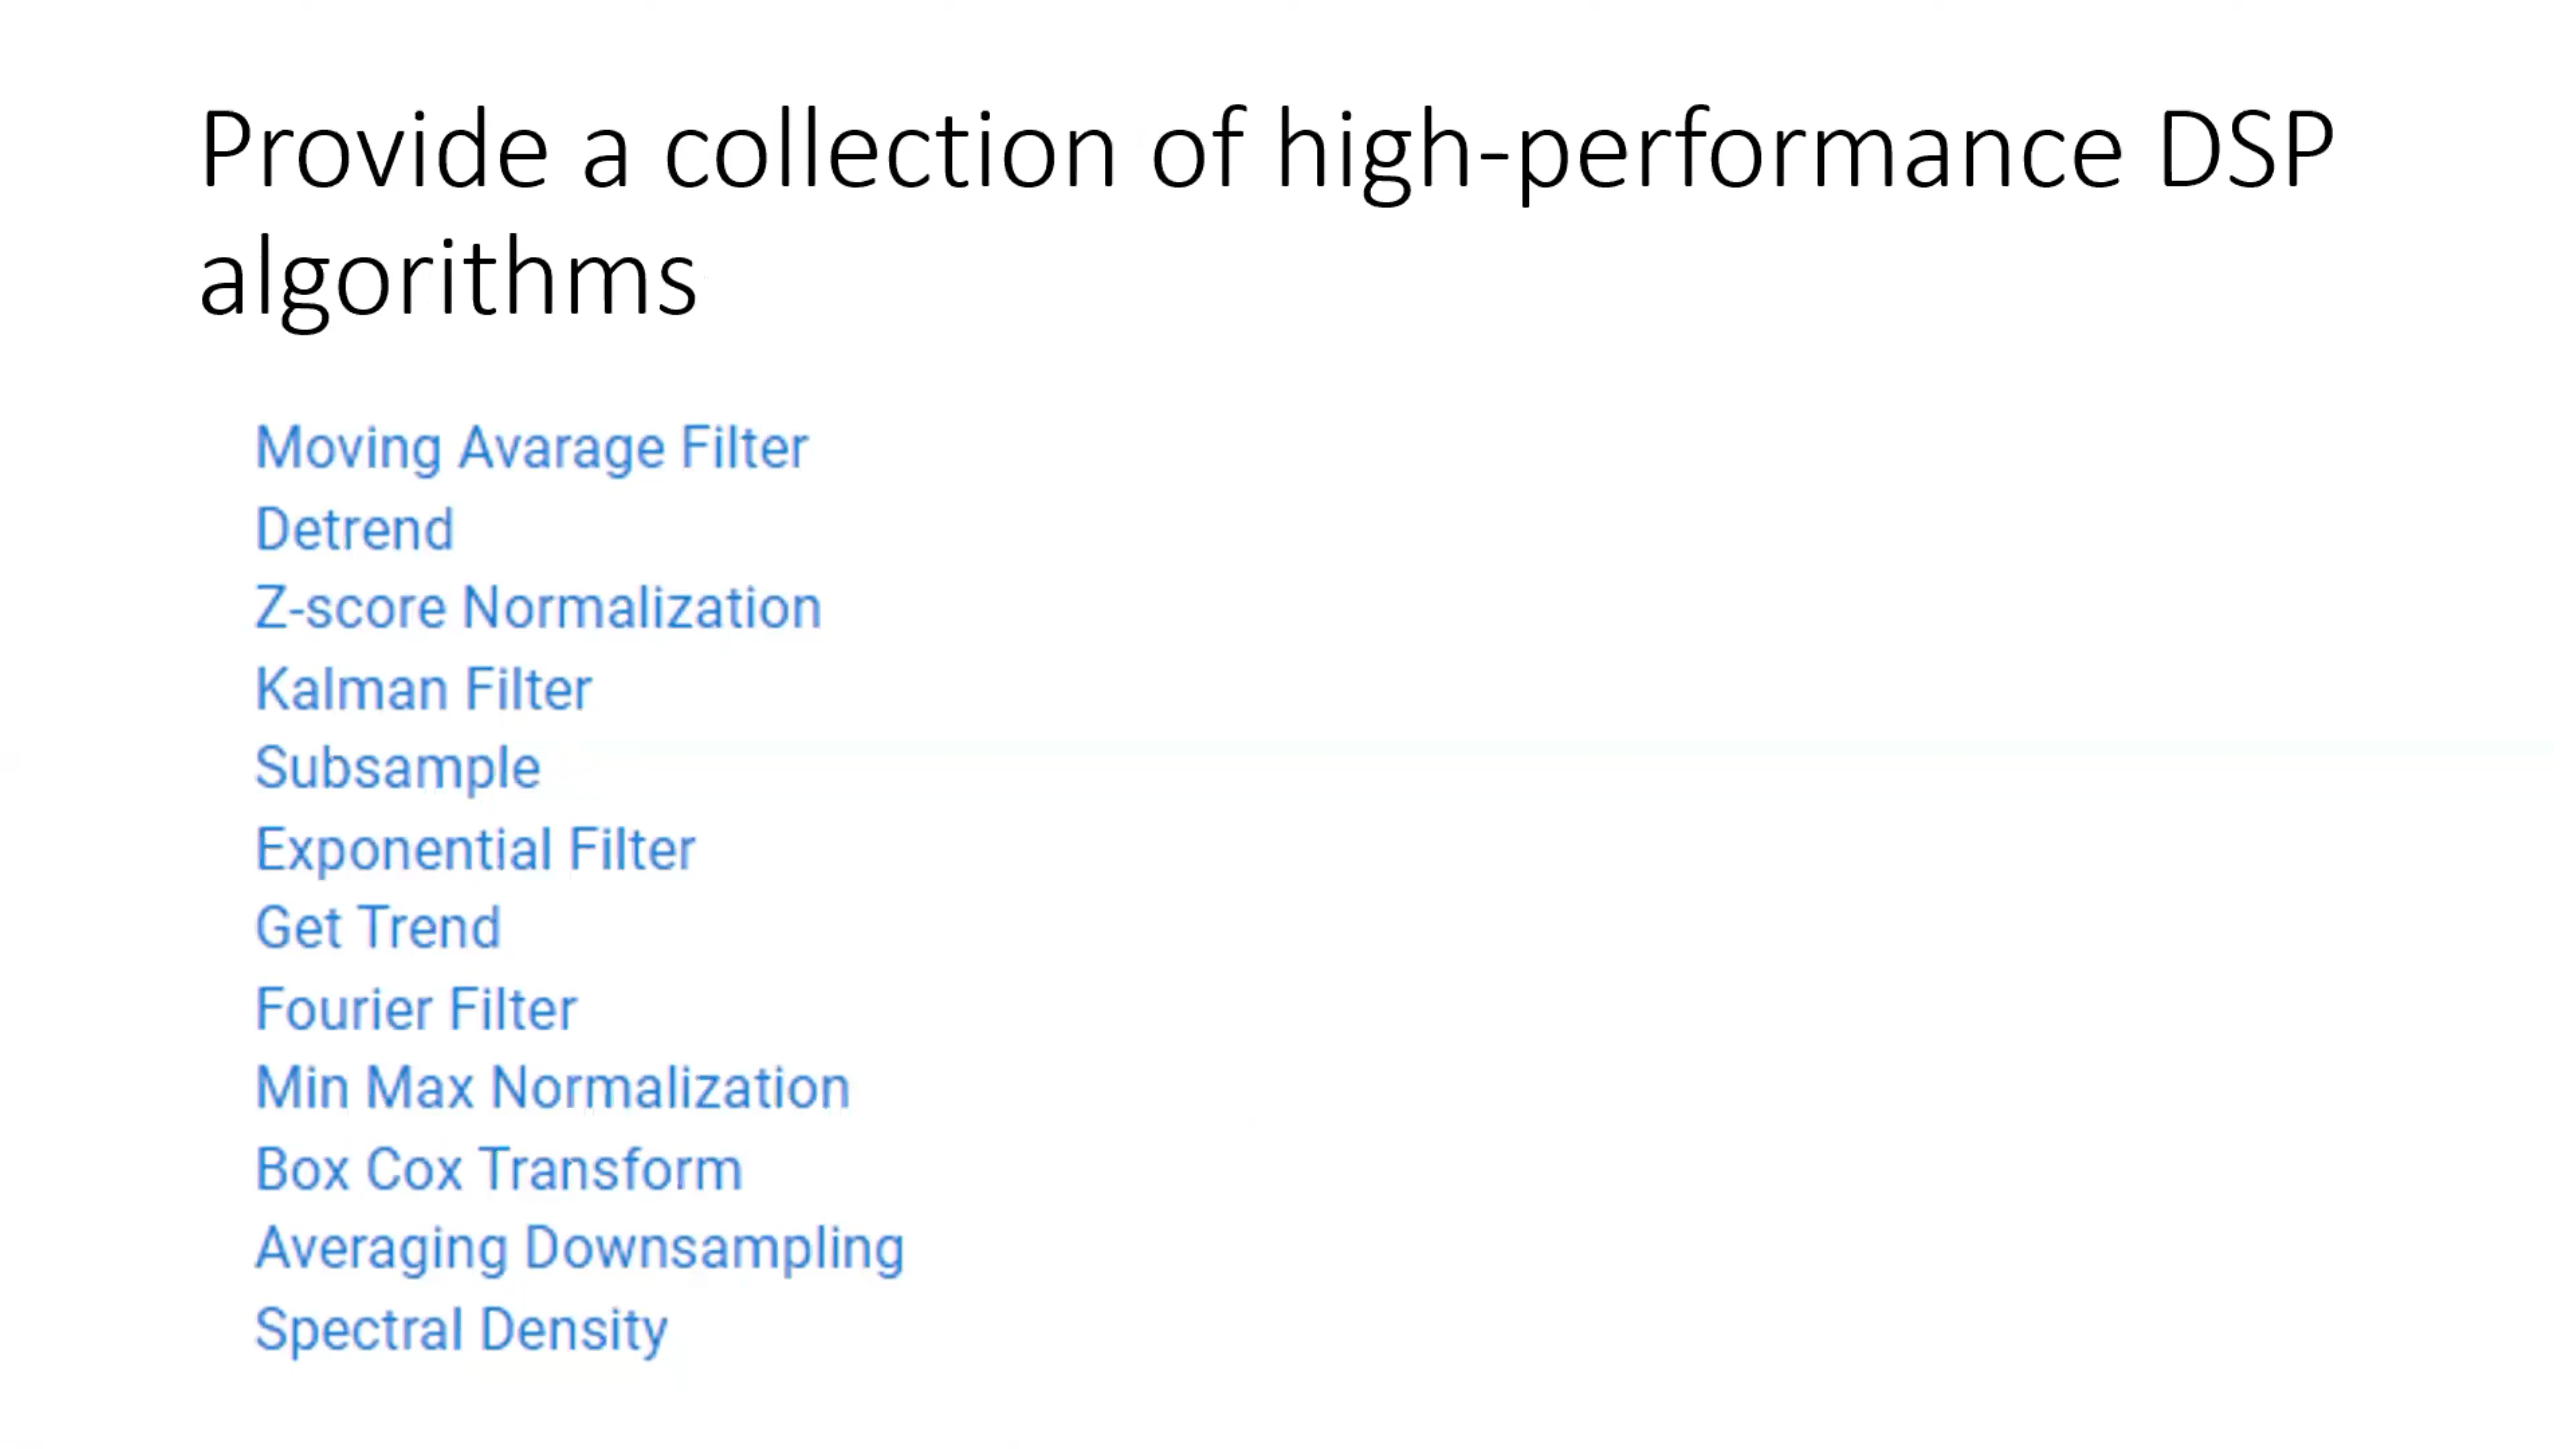 Provide a collection of high-performance DSP
algorithms
Moving Avarage Filter
Detrend
Z-score Normalization
Kalman Filter
Subsample
Exponential Filter
Get Trend
Fourier Filter
Min Max Normalization
Box Cox Transform
Averaging Downsampling
Spectral Density